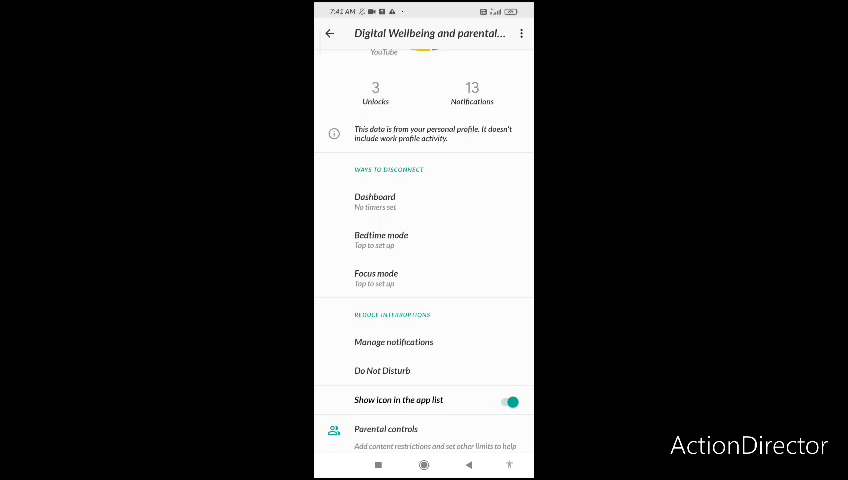 7:41 AM
Digital Wellbeing and parental...
YouTube
3
13
Unlocks
Notifications
This data is from your personal profile. It doesn't
include work profile activity.
WAYS TO DISCONNECT
Dashboard
No timers set
Bedtime mode
Tap to set up
Focus mode
Tap to set up
REDUCE INTERRUPTIONS
Manage notifications
Do Not Disturb
Show icon in the app list
Parental controls
Add content restrictions and set other limits to help
ActionDirector